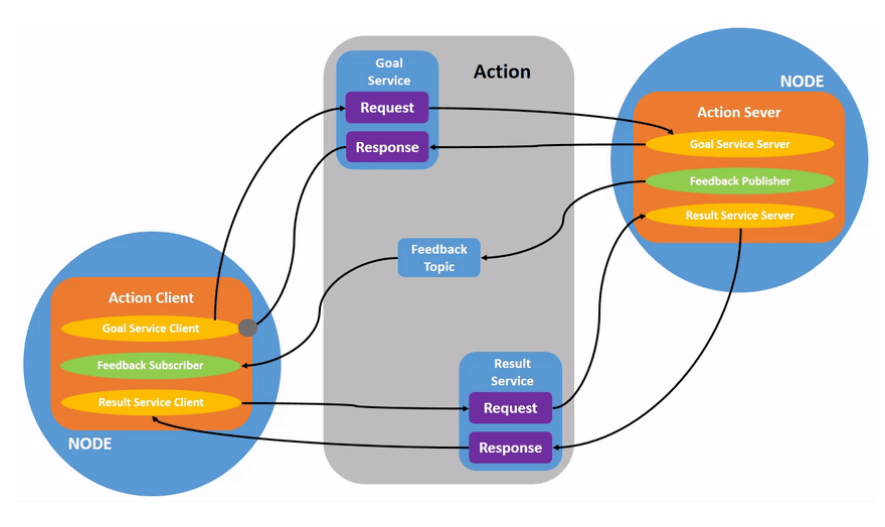 Goal
Service
Action
Request
Response
NODE
Action Sever
Goal Service Server
Feedback Publisher
Result Service Server
Feedback
Topic
Action Client
Goal Service Client
Feedback Subscriber
Result Service Client
NODE
Result
Service
Request
Response